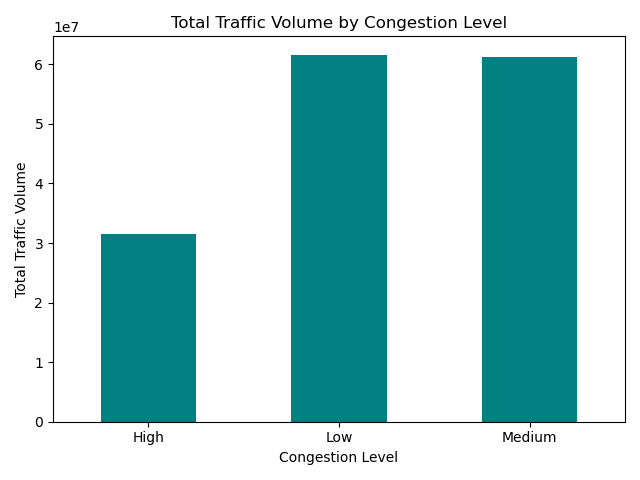 Total Traffic Volume by Congestion Level
1e7
6
5
4
3
2
1
0
Total Traffic Volume
High
Low
Medium
Congestion Level